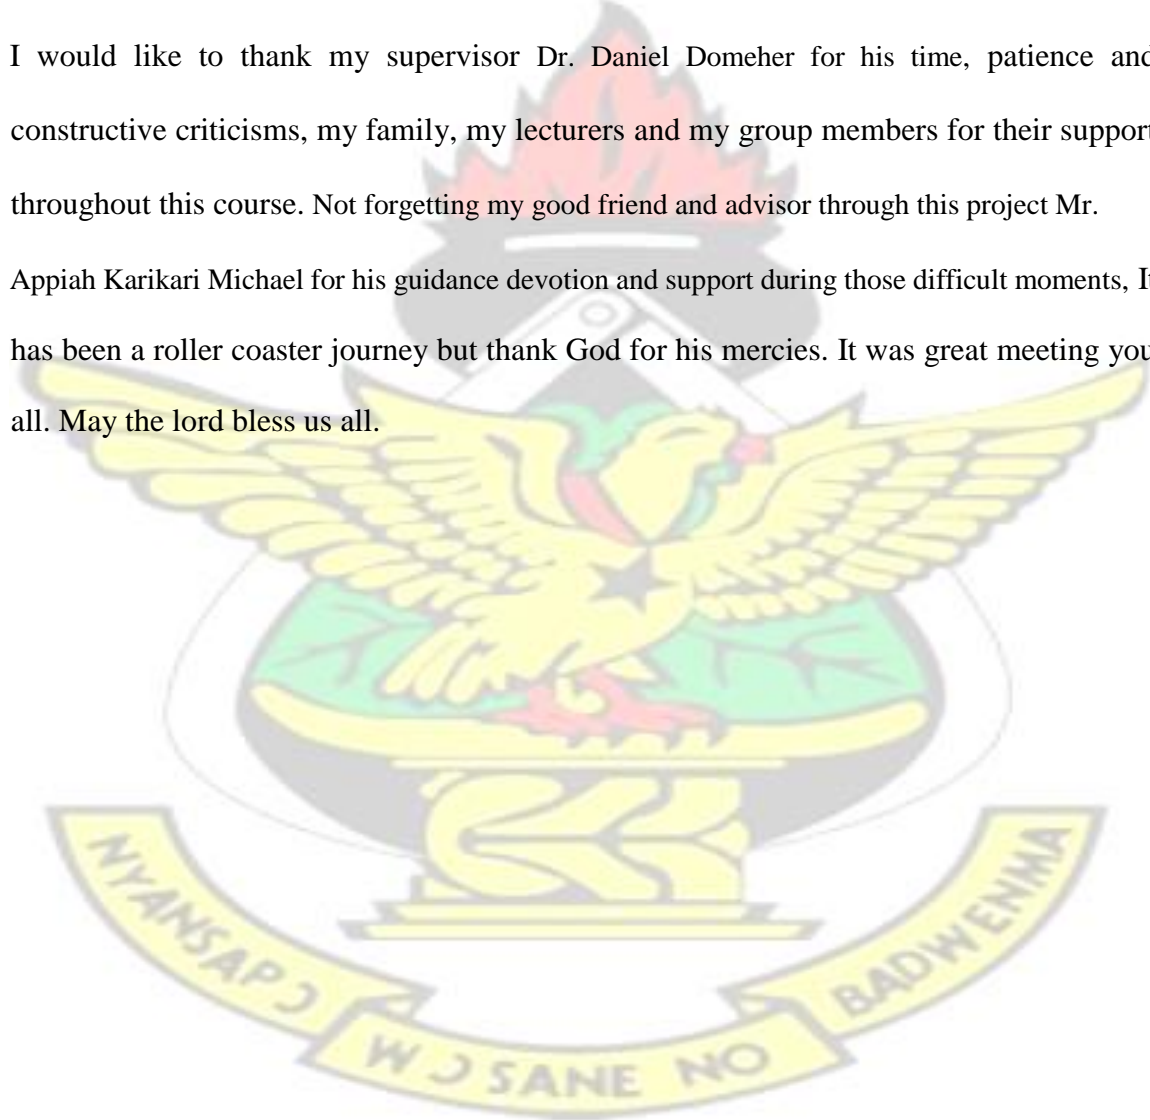 I would like to thank my supervisor Dr. Daniel Domeher for his time, patience and
constructive criticisms, my family, my lecturers and my group members for their support
throughout this course. Not forgetting my good friend and advisor through this project Mr.
Appiah Karikari Michael for his guidance devotion and support during those difficult moments, It
has been a roller coaster journey but thank God for his mercies. It was great meeting you
all. May the lord bless us all.
NYANSAPƆ
WƆSANE NO
BADWENMA